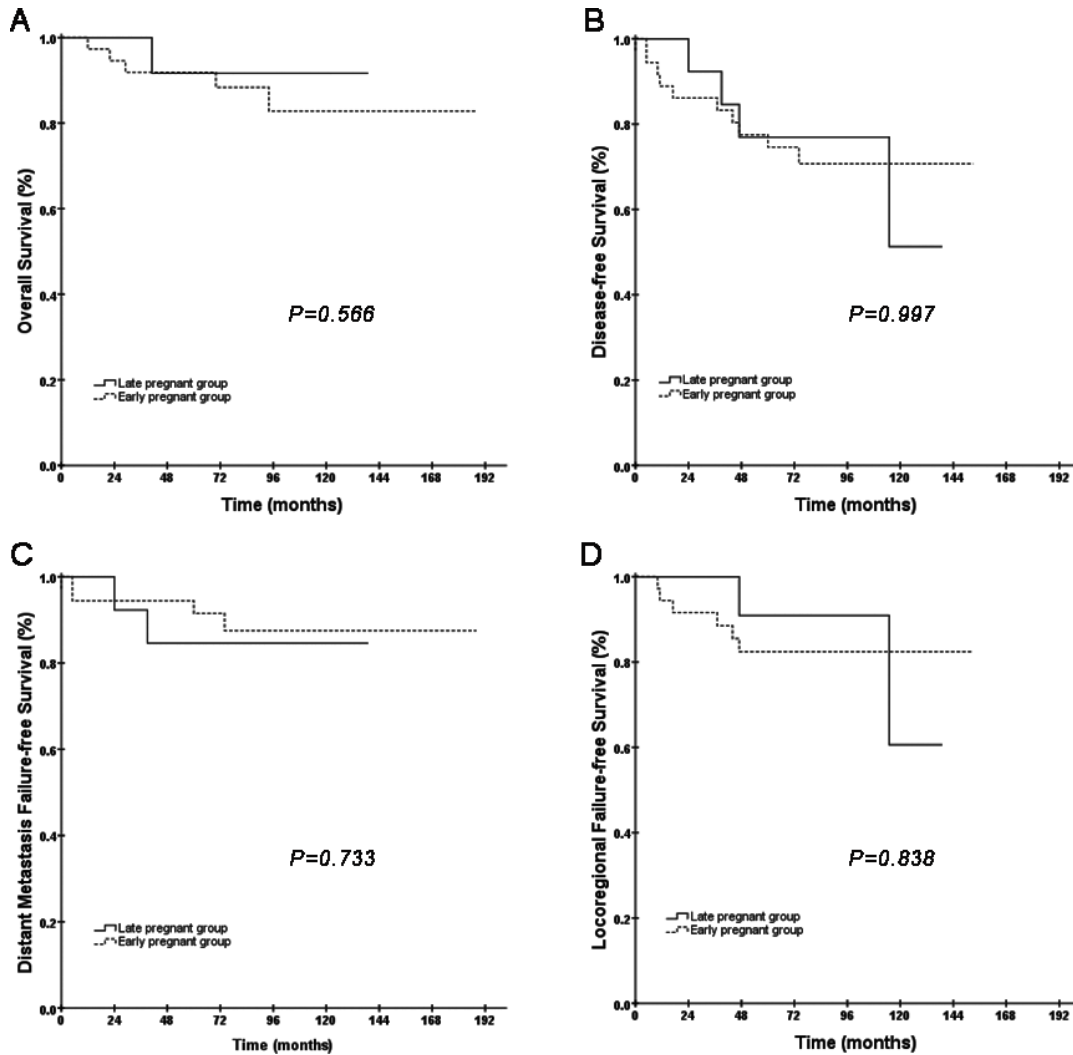 A
Overall Survival (%)
1.0
0.8
0.6
0.4
0.2
0.0
P=0.566
Late pregnant group
Early pregnant group
0 24 48 72 96 120 144 168 192
Time (months)
B
Disease-free Survival (%)
1.0
0.8
0.6
0.4
0.2
0.0
P=0.997
Late pregnant group
Early pregnant group
0 24 48 72 96 120 144 168 192
Time (months)
C
Distant Metastasis Failure-free Survival (%)
1.0
0.8
0.6
0.4
0.2
0.0
P=0.733
Late pregnant group
Early pregnant group
0 24 48 72 96 120 144 168 192
Time (months)
D
Locoregional Failure-free Survival (%)
1.0
0.8
0.6
0.4
0.2
0.0
P=0.838
Late pregnant group
Early pregnant group
0 24 48 72 96 120 144 168 192
Time (months)